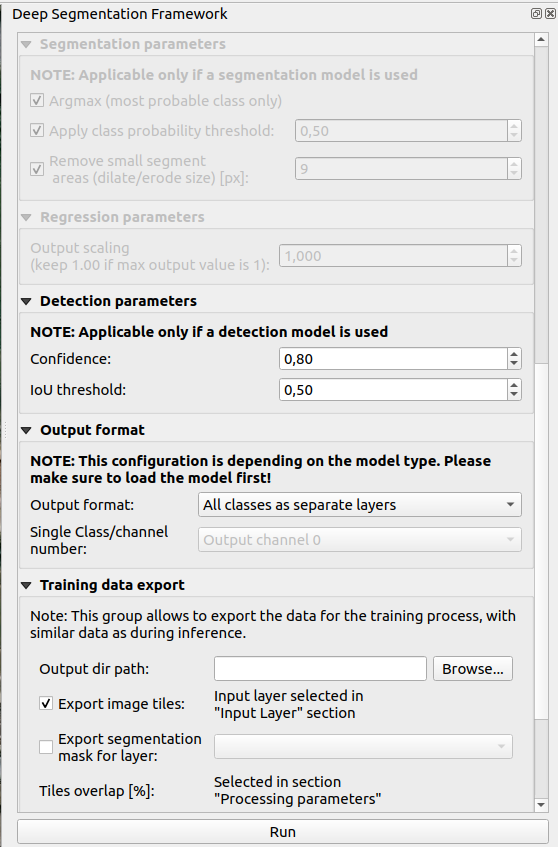 Deep Segmentation Framework
Segmentation parameters
NOTE: Applicable only if a segmentation model is used
Argmax (most probable class only)
Apply class probability threshold: 0,50
Remove small segment
areas (dilate/erode size) [px]: 9
Regression parameters
Output scaling
(keep 1.00 if max output value is 1): 1,000
Detection parameters
NOTE: Applicable only if a detection model is used
Confidence: 0,80
IoU threshold: 0,50
Output format
NOTE: This configuration is depending on the model type. Please
make sure to load the model first!
Output format: All classes as separate layers
Single Class/channel
number: Output channel 0
Training data export
Note: This group allows to export the data for the training process, with
similar data as during inference.
Output dir path: Browse...
Export image tiles: Input layer selected in
"Input Layer" section
Export segmentation
mask for layer:
Tiles overlap [%]: Selected in section
"Processing parameters"
Run